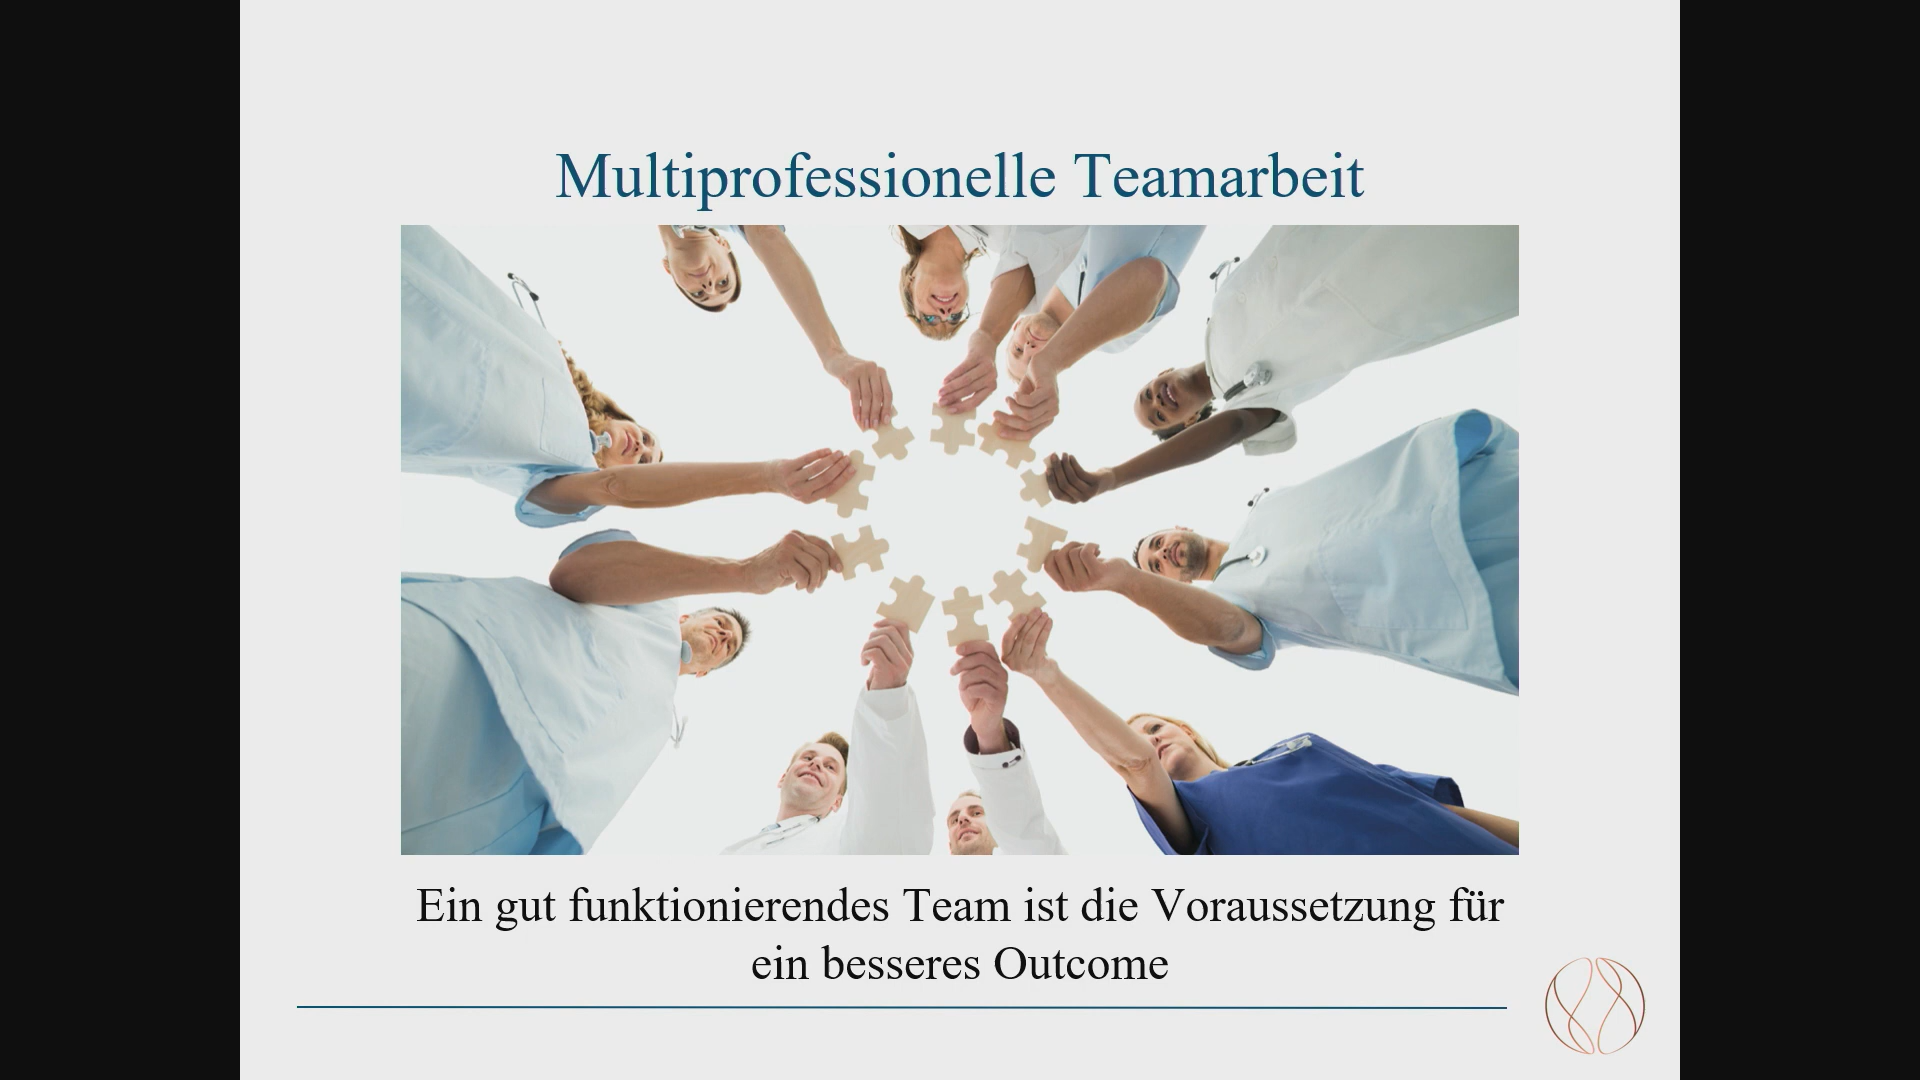 Multiprofessionelle Teamarbeit
Ein gut funktionierendes Team ist die Voraussetzung für
ein besseres Outcome